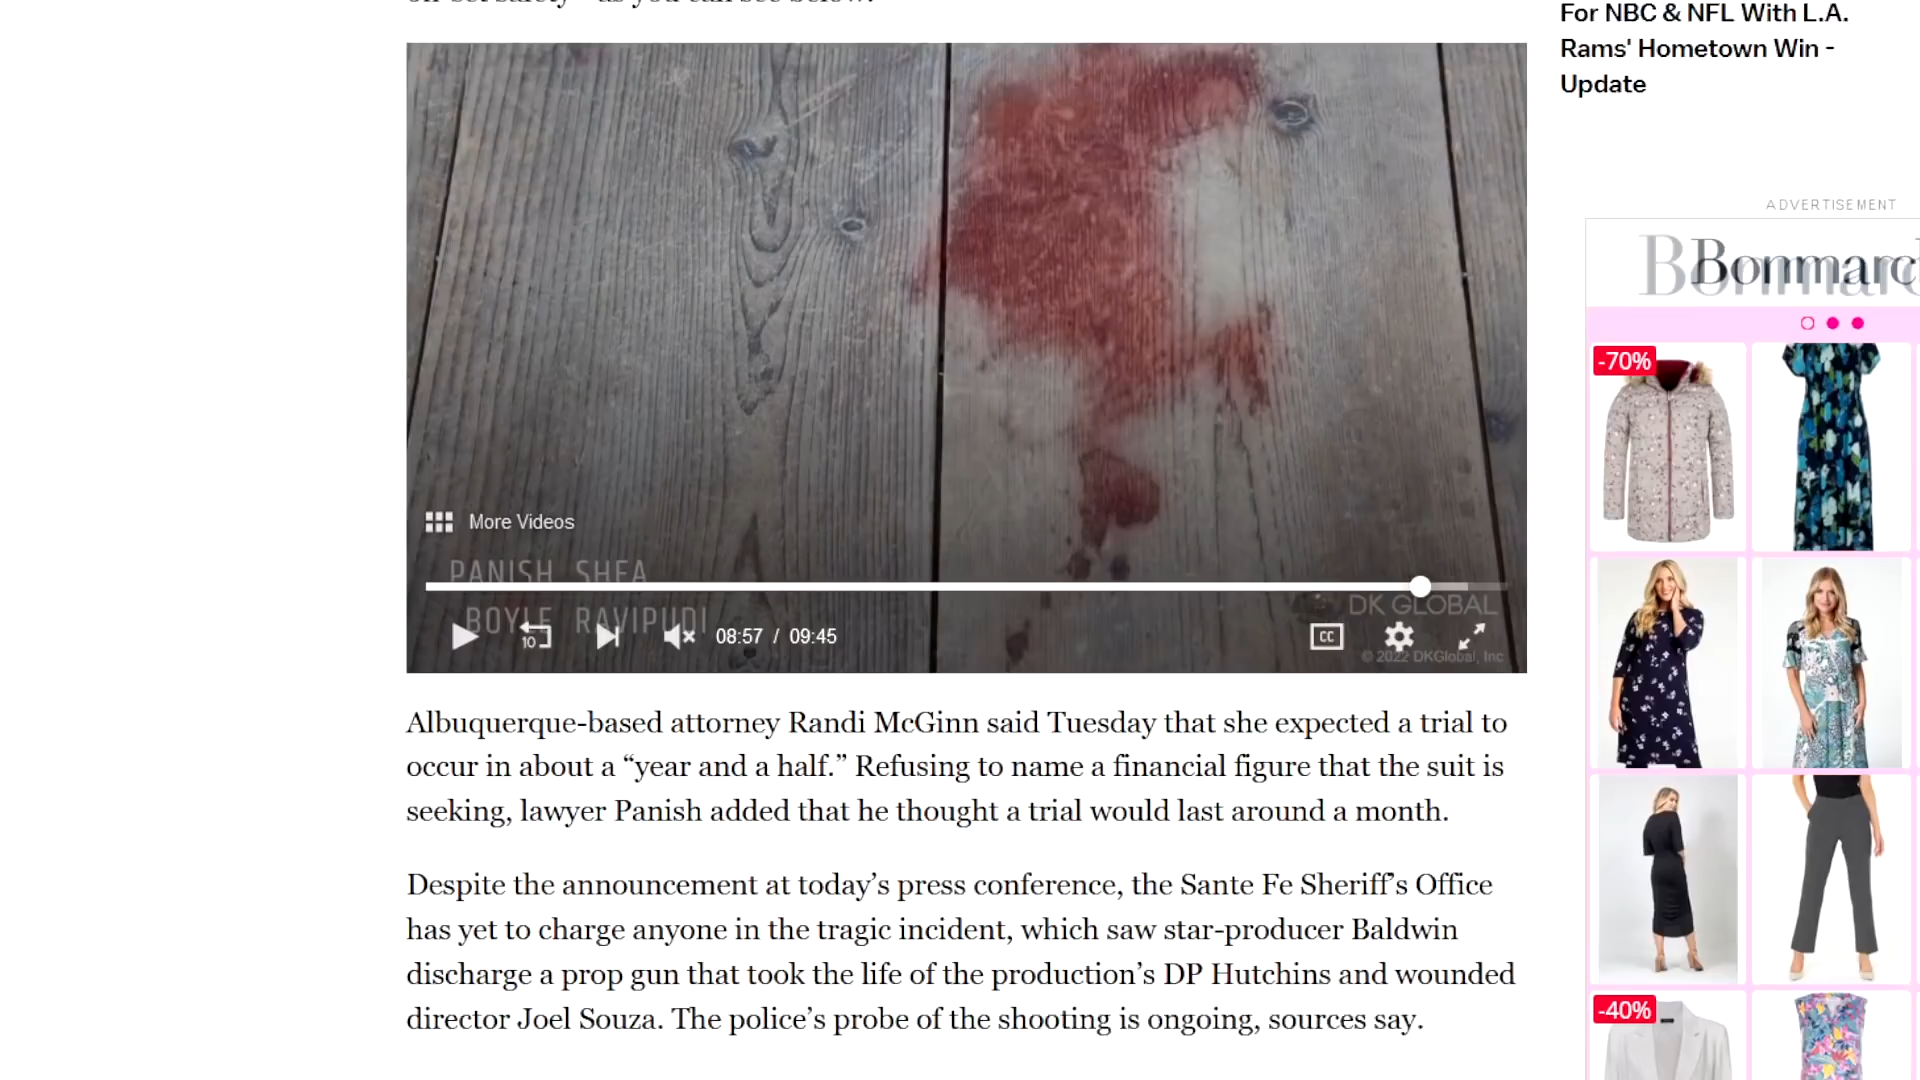 For NBC & NFL With L.A.
Rams' Hometown Win -
Update
ADVERTISEMENT
More Videos
PANISH SHEA
BOYLE RAVIPUDI
DK GLOBAL
10
08:57 / 09:45
CC
© 2022 DKGlobal, Inc
-70%
Albuquerque-based attorney Randi McGinn said Tuesday that she expected a trial to
occur in about a “year and a half.” Refusing to name a financial figure that the suit is
seeking, lawyer Panish added that he thought a trial would last around a month.
Despite the announcement at today’s press conference, the Sante Fe Sheriff’s Office
has yet to charge anyone in the tragic incident, which saw star-producer Baldwin
discharge a prop gun that took the life of the production’s DP Hutchins and wounded
director Joel Souza. The police’s probe of the shooting is ongoing, sources say.
-40%